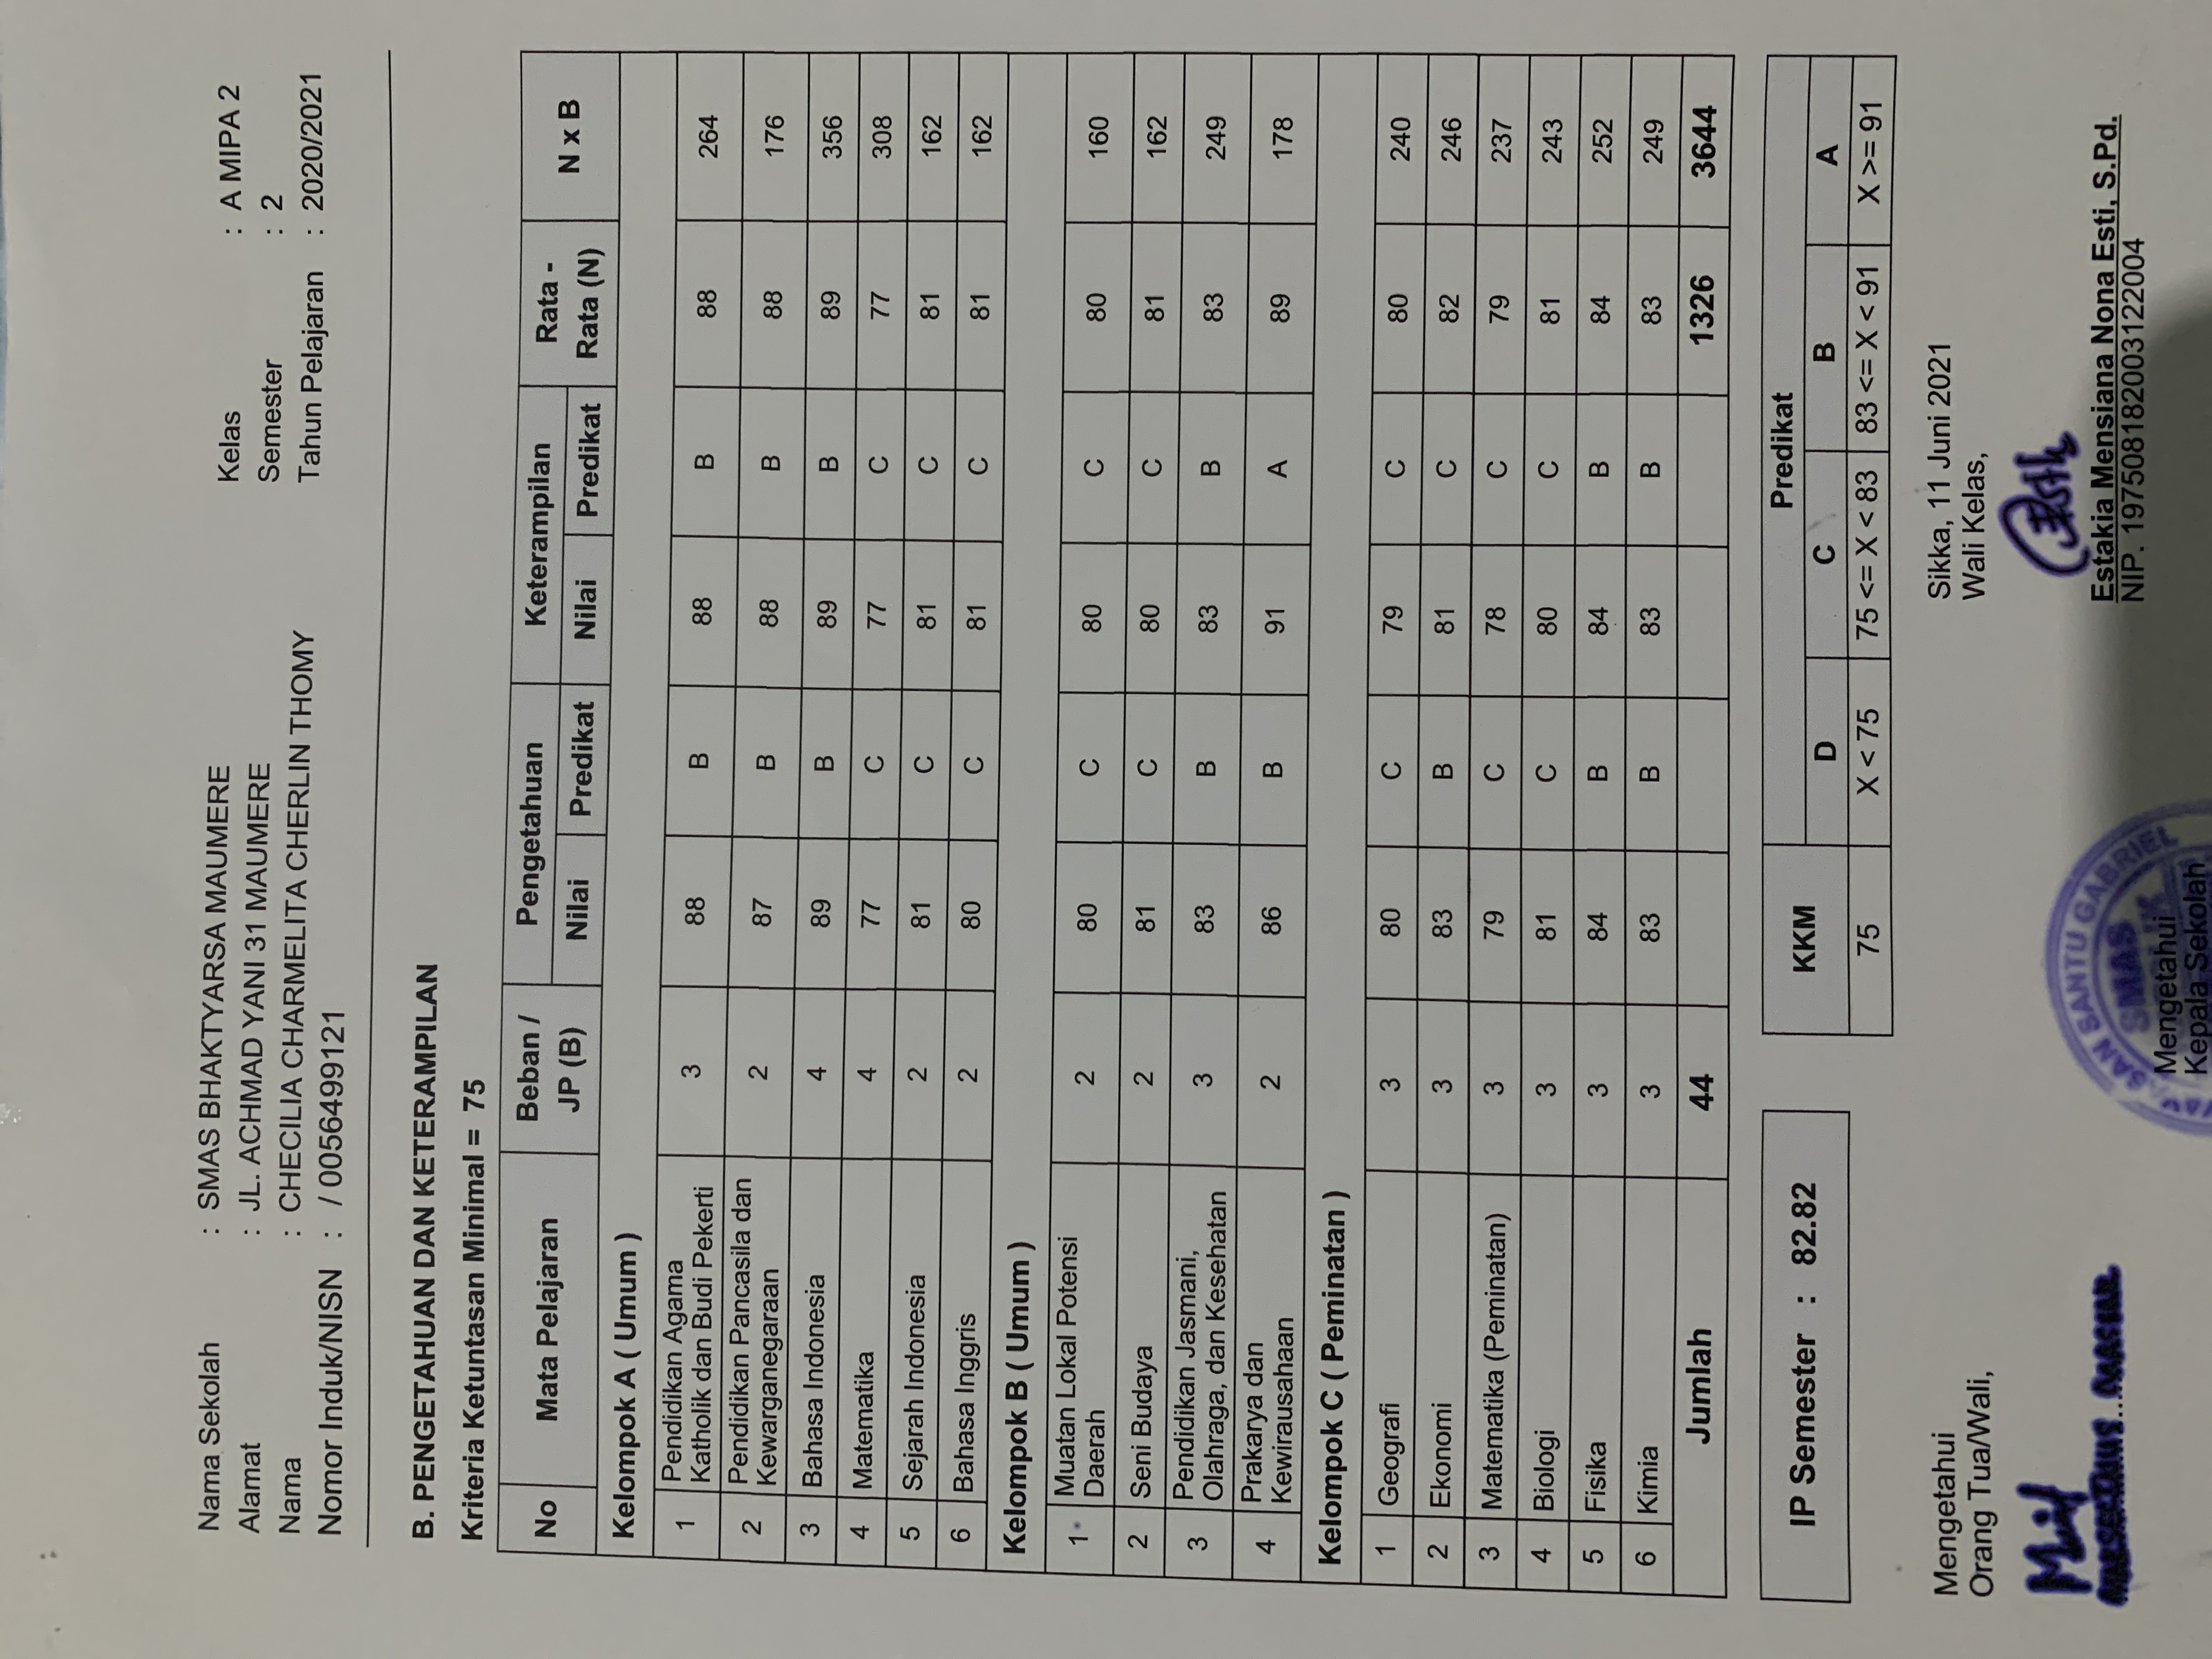 Nama Sekolah : SMAS BHAKTYARSA MAUMERE
Alamat : JL. ACHMAD YANI 31 MAUMERE
Nama : CHECILIA CHARMELITA CHERLIN THOMY
Nomor Induk/NISN : / 0056499121
Kelas : A MIPA 2
Semester : 2
Tahun Pelajaran : 2020/2021
B. PENGETAHUAN DAN KETERAMPILAN
Kriteria Ketuntasan Minimal = 75
No Mata Pelajaran Beban / JP (B) Pengetahuan Keterampilan Rata - Rata (N) N x B
Nilai Predikat Nilai Predikat
Kelompok A ( Umum )
1 Pendidikan Agama Katholik dan Budi Pekerti 3 88 B 88 B 88 264
2 Pendidikan Pancasila dan Kewarganegaraan 2 87 B 88 B 88 176
3 Bahasa Indonesia 4 89 B 89 B 89 356
4 Matematika 4 77 C 77 C 77 308
5 Sejarah Indonesia 2 81 C 81 C 81 162
6 Bahasa Inggris 2 80 C 81 C 81 162
Kelompok B ( Umum )
1 Muatan Lokal Potensi Daerah 2 80 C 80 C 80 160
2 Seni Budaya 2 81 C 80 C 81 162
3 Pendidikan Jasmani, Olahraga, dan Kesehatan 3 83 B 83 B 83 249
4 Prakarya dan Kewirausahaan 2 86 B 91 A 89 178
Kelompok C ( Peminatan )
1 Geografi 3 80 C 79 C 80 240
2 Ekonomi 3 83 B 81 C 82 246
3 Matematika (Peminatan) 3 79 C 78 C 79 237
4 Biologi 3 81 C 80 C 81 243
5 Fisika 3 84 B 84 B 84 252
6 Kimia 3 83 B 83 B 83 249
Jumlah 44 1326 3644
IP Semester : 82.82
KKM Predikat
D C B A
75 X < 75 75 <= X < 83 83 <= X < 91 X >= 91
Mengetahui
Orang Tua/Wali,
Sikka, 11 Juni 2021
Wali Kelas,
Estakia Mensiana Nona Esti, S.Pd.
NIP. 197508182003122004
SANTU GABRIEL
SMAS
Mengetahui
Kepala Sekolah